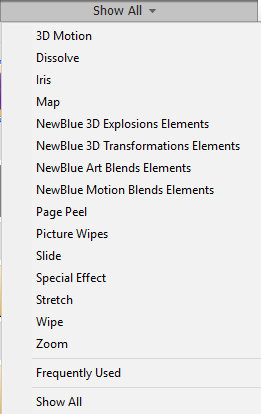 Show All
3D Motion
Dissolve
Iris
Map
NewBlue 3D Explosions Elements
NewBlue 3D Transformations Elements
NewBlue Art Blends Elements
NewBlue Motion Blends Elements
Page Peel
Picture Wipes
Slide
Special Effect
Stretch
Wipe
Zoom
Frequently Used
Show All